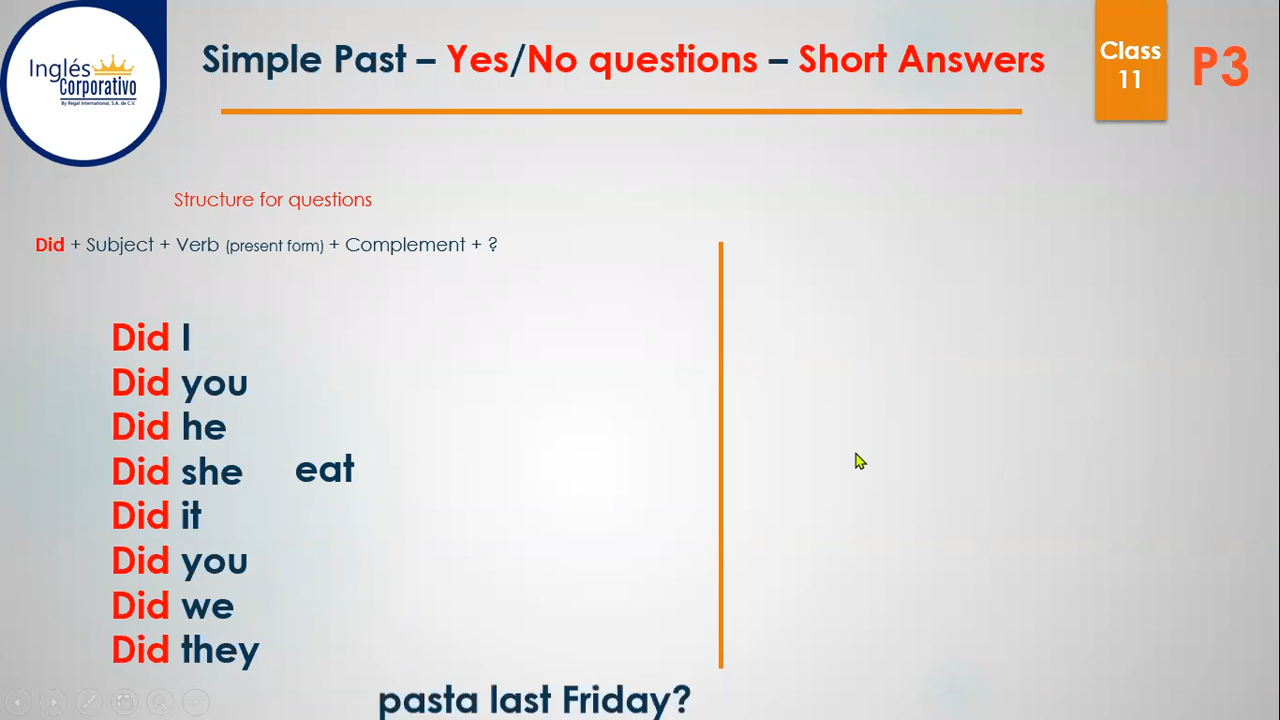 Inglés
Corporativo
By Regal International, S.A. de C.V.
Simple Past – Yes/No questions – Short Answers
Class
11
P3
Structure for questions
Did + Subject + Verb (present form) + Complement + ?
Did I
Did you
Did he
Did she eat
Did it
Did you
Did we
Did they
pasta last Friday?